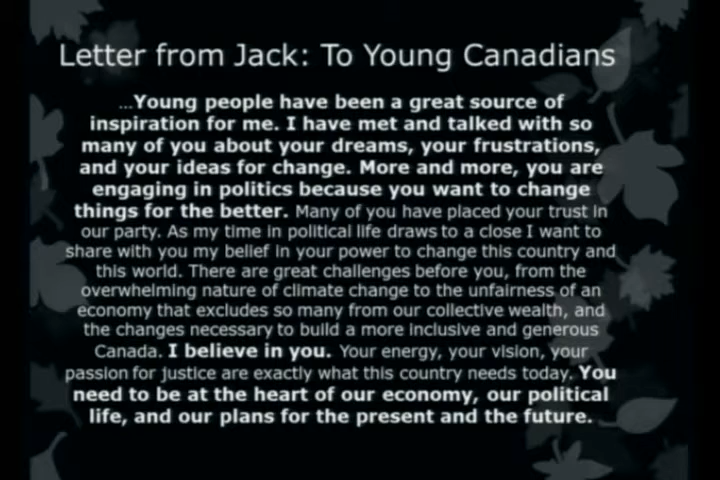 Letter from Jack: To Young Canadians
...Young people have been a great source of
inspiration for me. I have met and talked with so
many of you about your dreams, your frustrations,
and your ideas for change. More and more, you are
engaging in politics because you want to change
things for the better. Many of you have placed your trust in
our party. As my time in political life draws to a close I want to
share with you my belief in your power to change this country and
this world. There are great challenges before you, from the
overwhelming nature of climate change to the unfairness of an
economy that excludes so many from our collective wealth, and
the changes necessary to build a more inclusive and generous
Canada. I believe in you. Your energy, your vision, your
passion for justice are exactly what this country needs today. You
need to be at the heart of our economy, our political
life, and our plans for the present and the future.